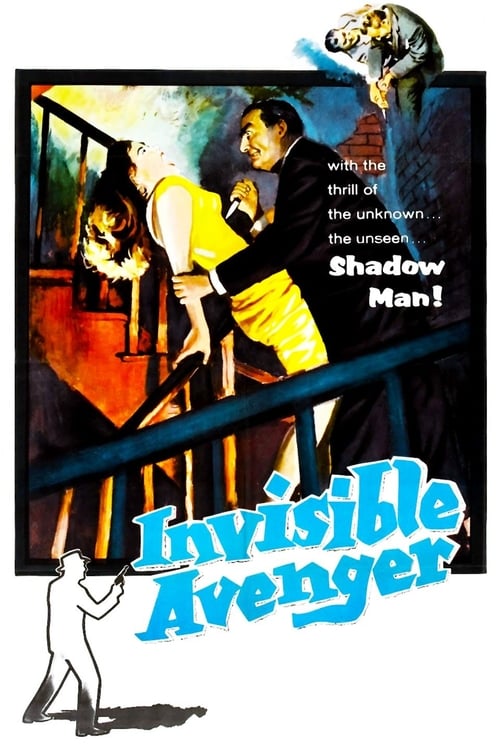 with the
thrill of
the unknown...
the unseen...
Shadow
Man!
Invisible
Avenger